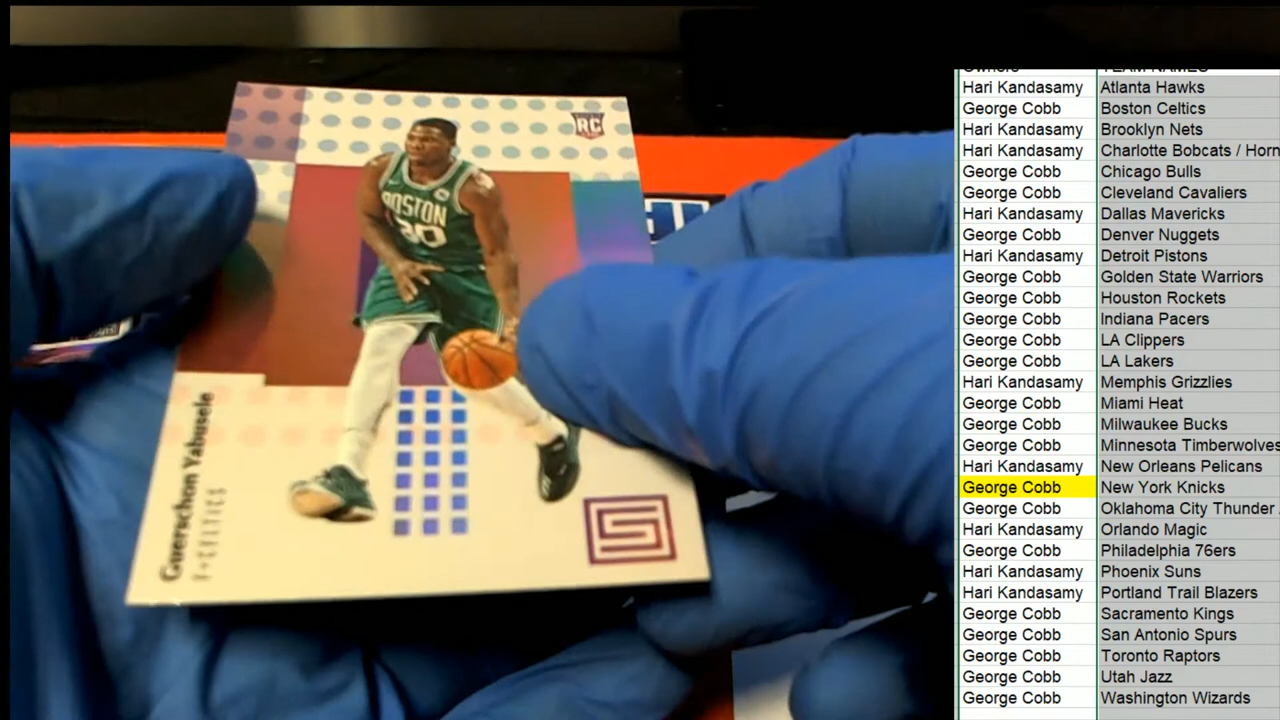 RC
BOSTON
30
Guerschon Yabusele
F • CELTICS
Owners TEAM NAMES
Hari Kandasamy Atlanta Hawks
George Cobb Boston Celtics
Hari Kandasamy Brooklyn Nets
Hari Kandasamy Charlotte Bobcats / Horn
George Cobb Chicago Bulls
George Cobb Cleveland Cavaliers
Hari Kandasamy Dallas Mavericks
George Cobb Denver Nuggets
Hari Kandasamy Detroit Pistons
George Cobb Golden State Warriors
George Cobb Houston Rockets
George Cobb Indiana Pacers
George Cobb LA Clippers
George Cobb LA Lakers
Hari Kandasamy Memphis Grizzlies
George Cobb Miami Heat
George Cobb Milwaukee Bucks
George Cobb Minnesota Timberwolves
Hari Kandasamy New Orleans Pelicans
George Cobb New York Knicks
George Cobb Oklahoma City Thunder
Hari Kandasamy Orlando Magic
George Cobb Philadelphia 76ers
Hari Kandasamy Phoenix Suns
Hari Kandasamy Portland Trail Blazers
George Cobb Sacramento Kings
George Cobb San Antonio Spurs
George Cobb Toronto Raptors
George Cobb Utah Jazz
George Cobb Washington Wizards